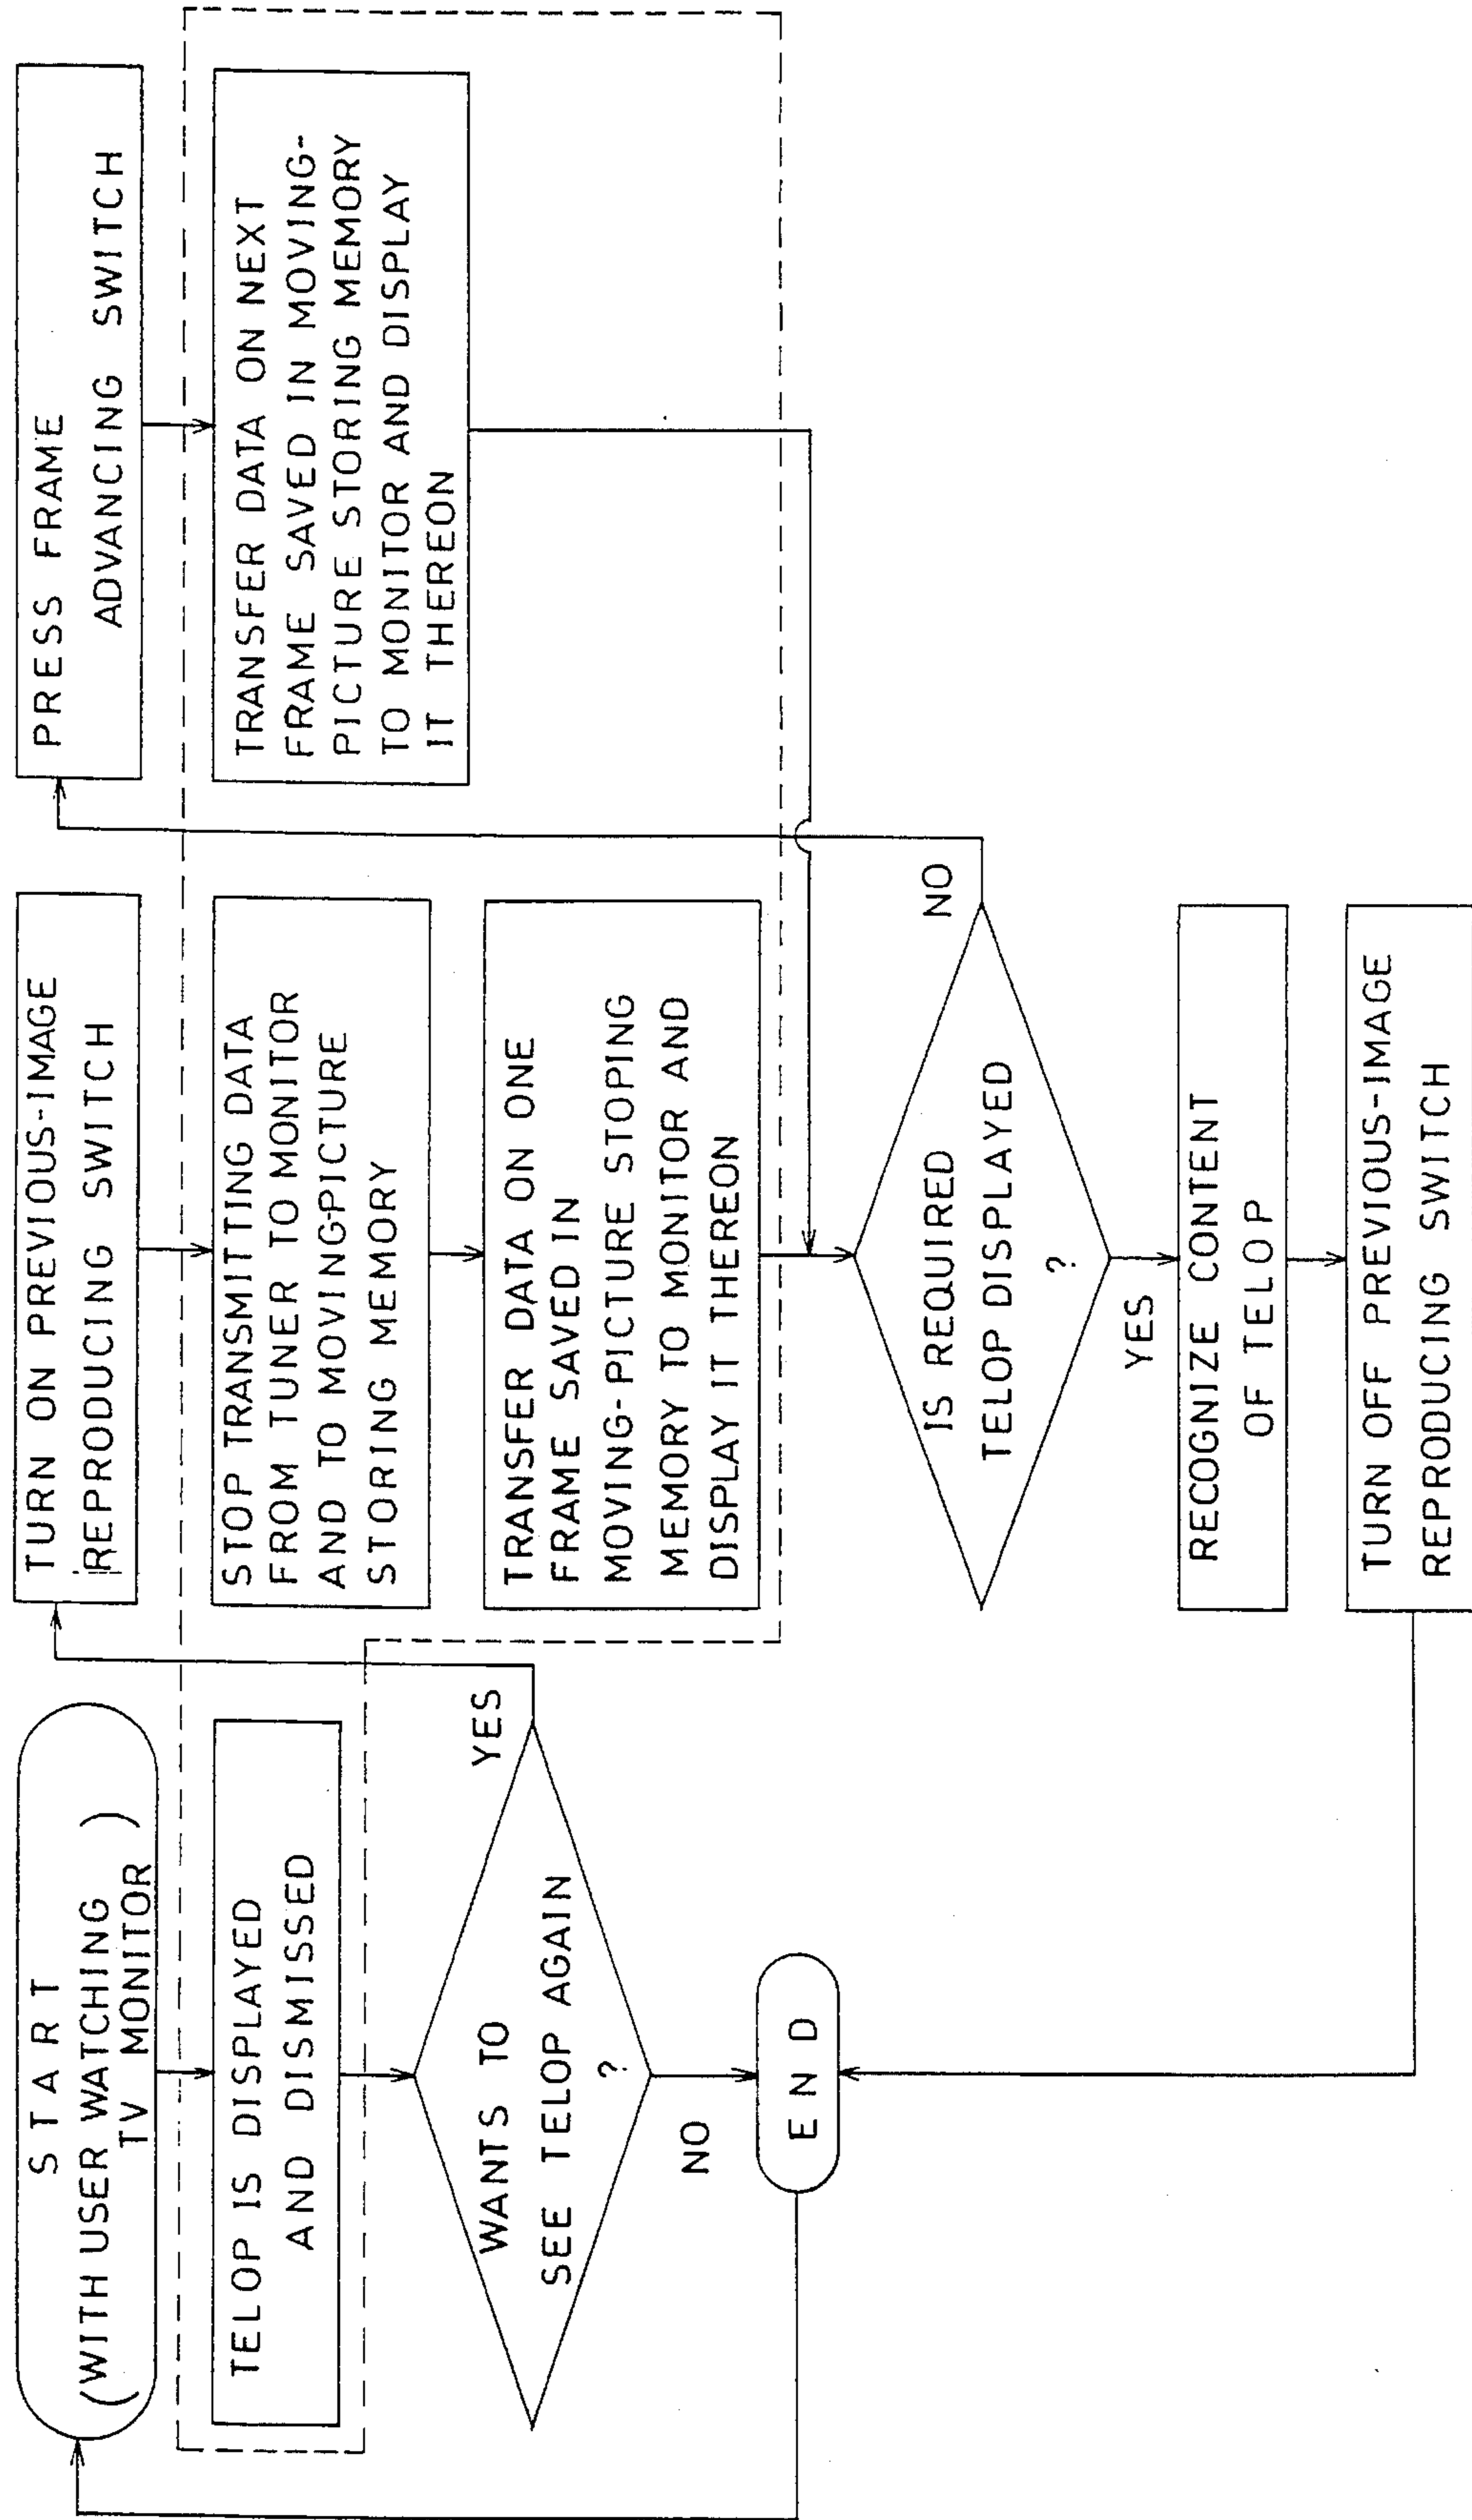 START
(WITH USER WATCHING
TV MONITOR)
TELOP IS DISPLAYED
AND DISMISSED
WANTS TO
SEE TELOP AGAIN
?
YES
NO
END
TURN ON PREVIOUS-IMAGE
REPRODUCING SWITCH
STOP TRANSMITTING DATA
FROM TUNER TO MONITOR
AND TO MOVING-PICTURE
STORING MEMORY
TRANSFER DATA ON ONE
FRAME SAVED IN
MOVING-PICTURE STOPING
MEMORY TO MONITOR AND
DISPLAY IT THEREON
IS REQUIRED
TELOP DISPLAYED
?
NO
YES
RECOGNIZE CONTENT
OF TELOP
TURN OFF PREVIOUS-IMAGE
REPRODUCING SWITCH
PRESS FRAME
ADVANCING SWITCH
TRANSFER DATA ON NEXT
FRAME SAVED IN MOVING-
PICTURE STORING MEMORY
TO MONITOR AND DISPLAY
IT THEREON